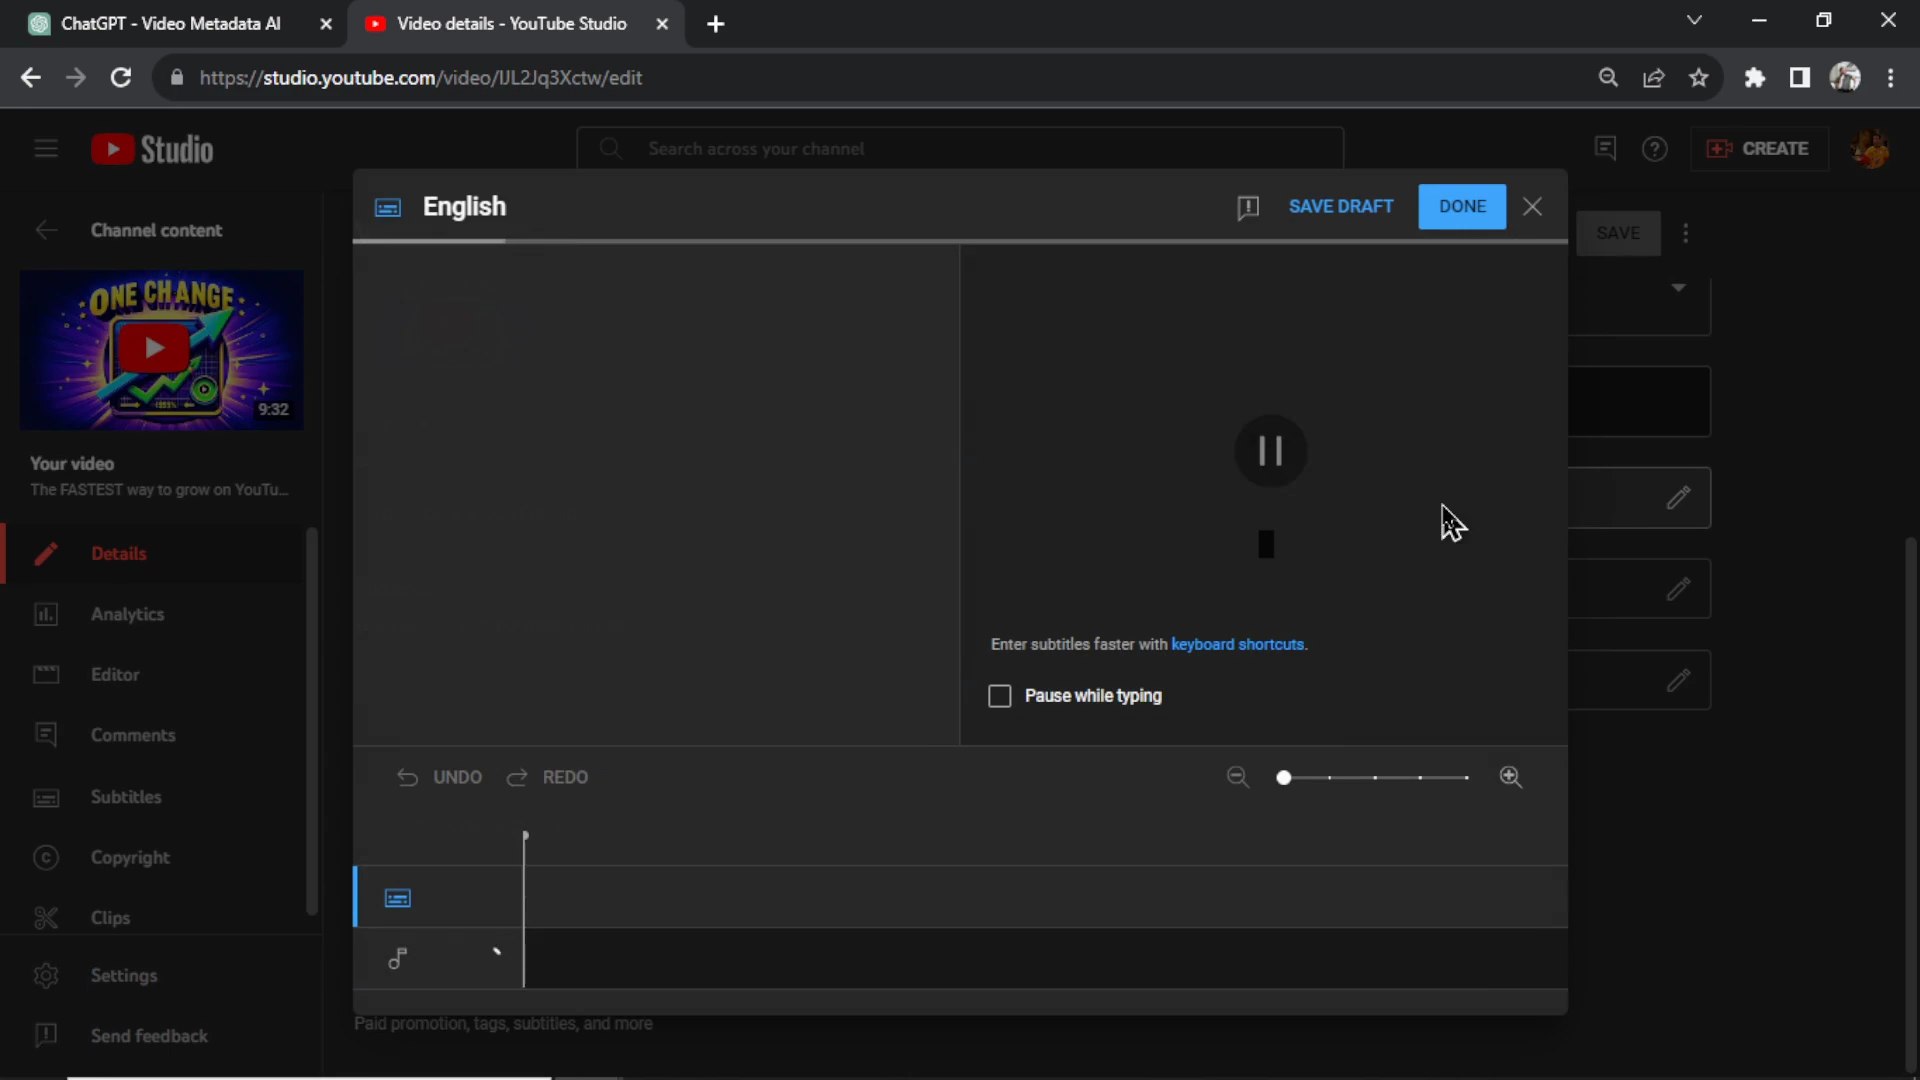 ChatGPT - Video Metadata AI
Video details - YouTube Studio
https://studio.youtube.com/video/IJL2Jq3Xctw/edit
Studio
Search across your channel
CREATE
Channel content
English
SAVE DRAFT
DONE
SAVE
ONE CHANGE
9:32
Your video
The FASTEST way to grow on YouTu...
Details
Analytics
Editor
Comments
Subtitles
Copyright
Clips
Settings
Send feedback
Enter subtitles faster with keyboard shortcuts.
Pause while typing
UNDO
REDO
Paid promotion, tags, subtitles, and more